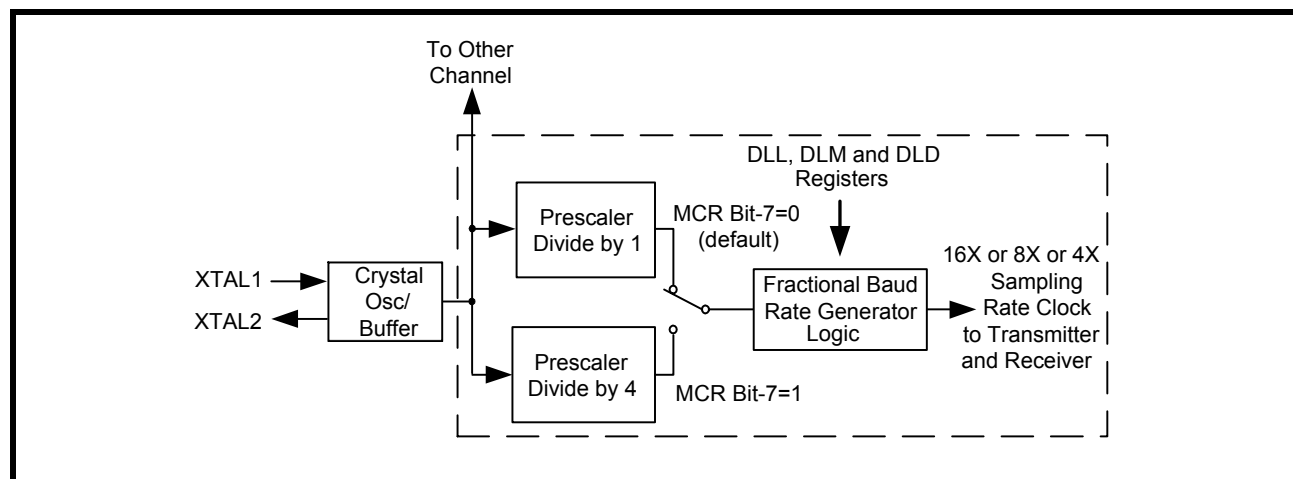 To Other
Channel
DLL, DLM and DLD
Registers
Prescaler
Divide by 1
MCR Bit-7=0
(default)
XTAL1
XTAL2
Crystal
Osc/
Buffer
Fractional Baud
Rate Generator
Logic
16X or 8X or 4X
Sampling
Rate Clock
to Transmitter
and Receiver
Prescaler
Divide by 4
MCR Bit-7=1